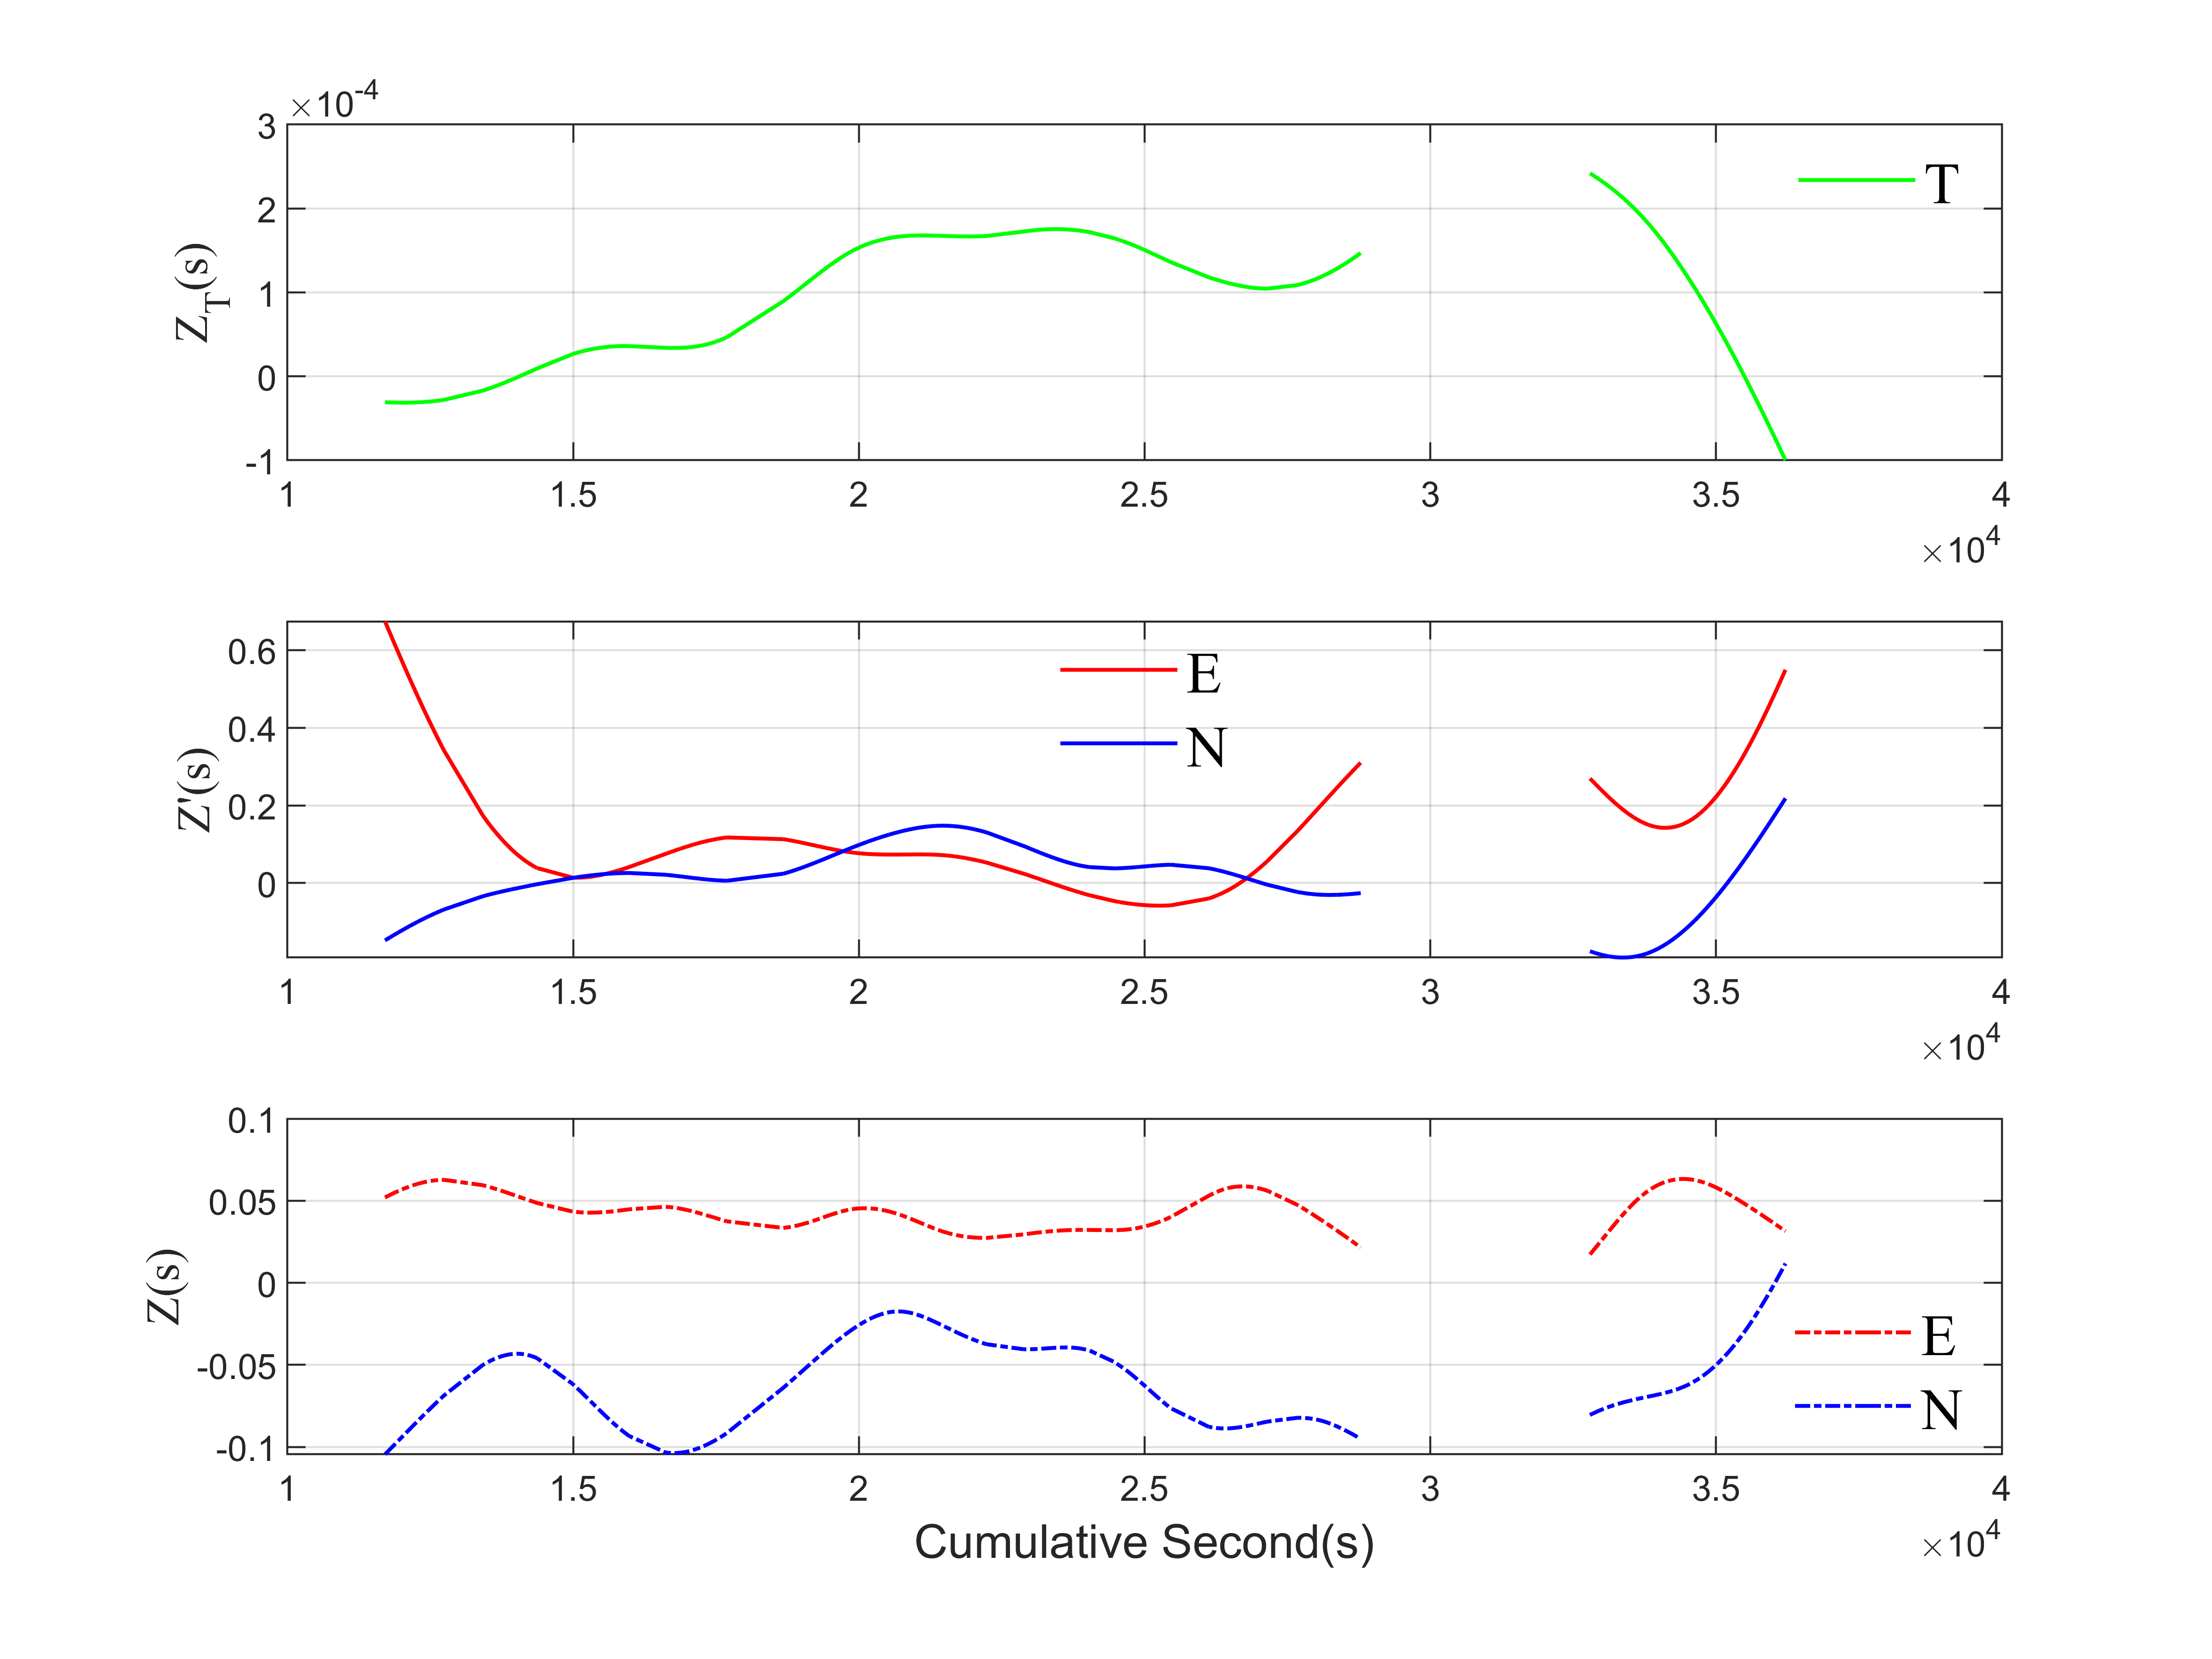 ×10-4
3
2
1
0
-1
ZT(s)
T
1 1.5 2 2.5 3 3.5 4
×104
0.6
0.4
0.2
0
Z'(s)
E
N
1 1.5 2 2.5 3 3.5 4
×104
0.1
0.05
0
-0.05
-0.1
Z(s)
E
N
1 1.5 2 2.5 3 3.5 4
Cumulative Second(s)
×104